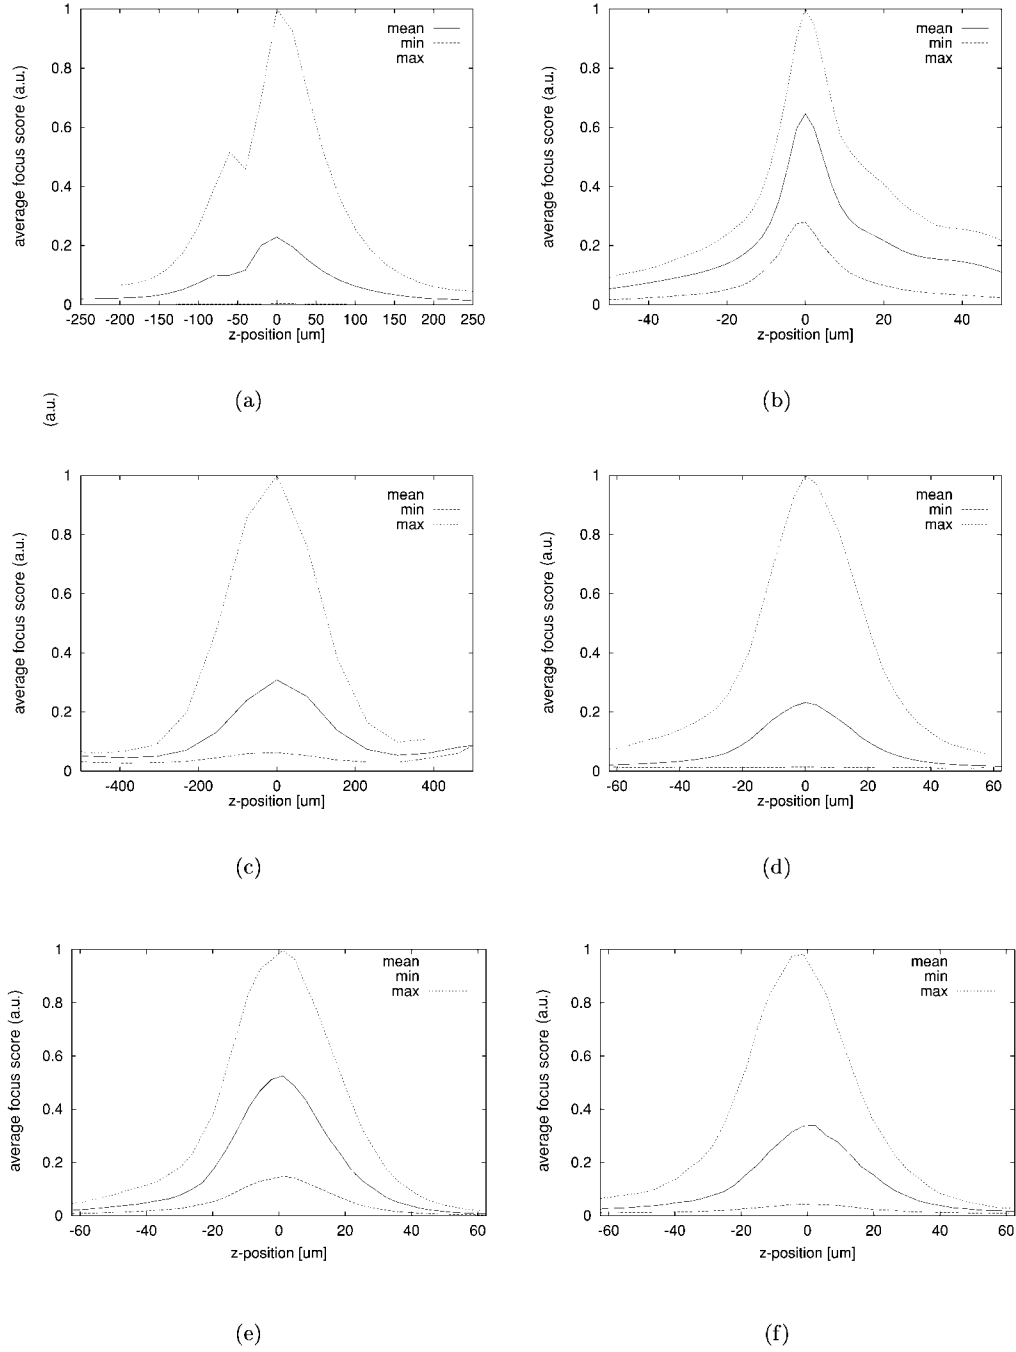 1
0.8
0.6
0.4
0.2
0
-250 -200 -150 -100 -50 0 50 100 150 200 250
z-position [um]
average focus score (a.u.)
mean
min
max
(a)
1
0.8
0.6
0.4
0.2
0
-40 -20 0 20 40
z-position [um]
average focus score (a.u.)
mean
min
max
(b)
(a.u.)
1
0.8
0.6
0.4
0.2
0
-400 -200 0 200 400
z-position [um]
average focus score (a.u.)
mean
min
max
(c)
1
0.8
0.6
0.4
0.2
0
-60 -40 -20 0 20 40 60
z-position [um]
average focus score (a.u.)
mean
min
max
(d)
1
0.8
0.6
0.4
0.2
0
-60 -40 -20 0 20 40 60
z-position [um]
average focus score (a.u.)
mean
min
max
(e)
1
0.8
0.6
0.4
0.2
0
-60 -40 -20 0 20 40 60
z-position [um]
average focus score (a.u.)
mean
min
max
(f)